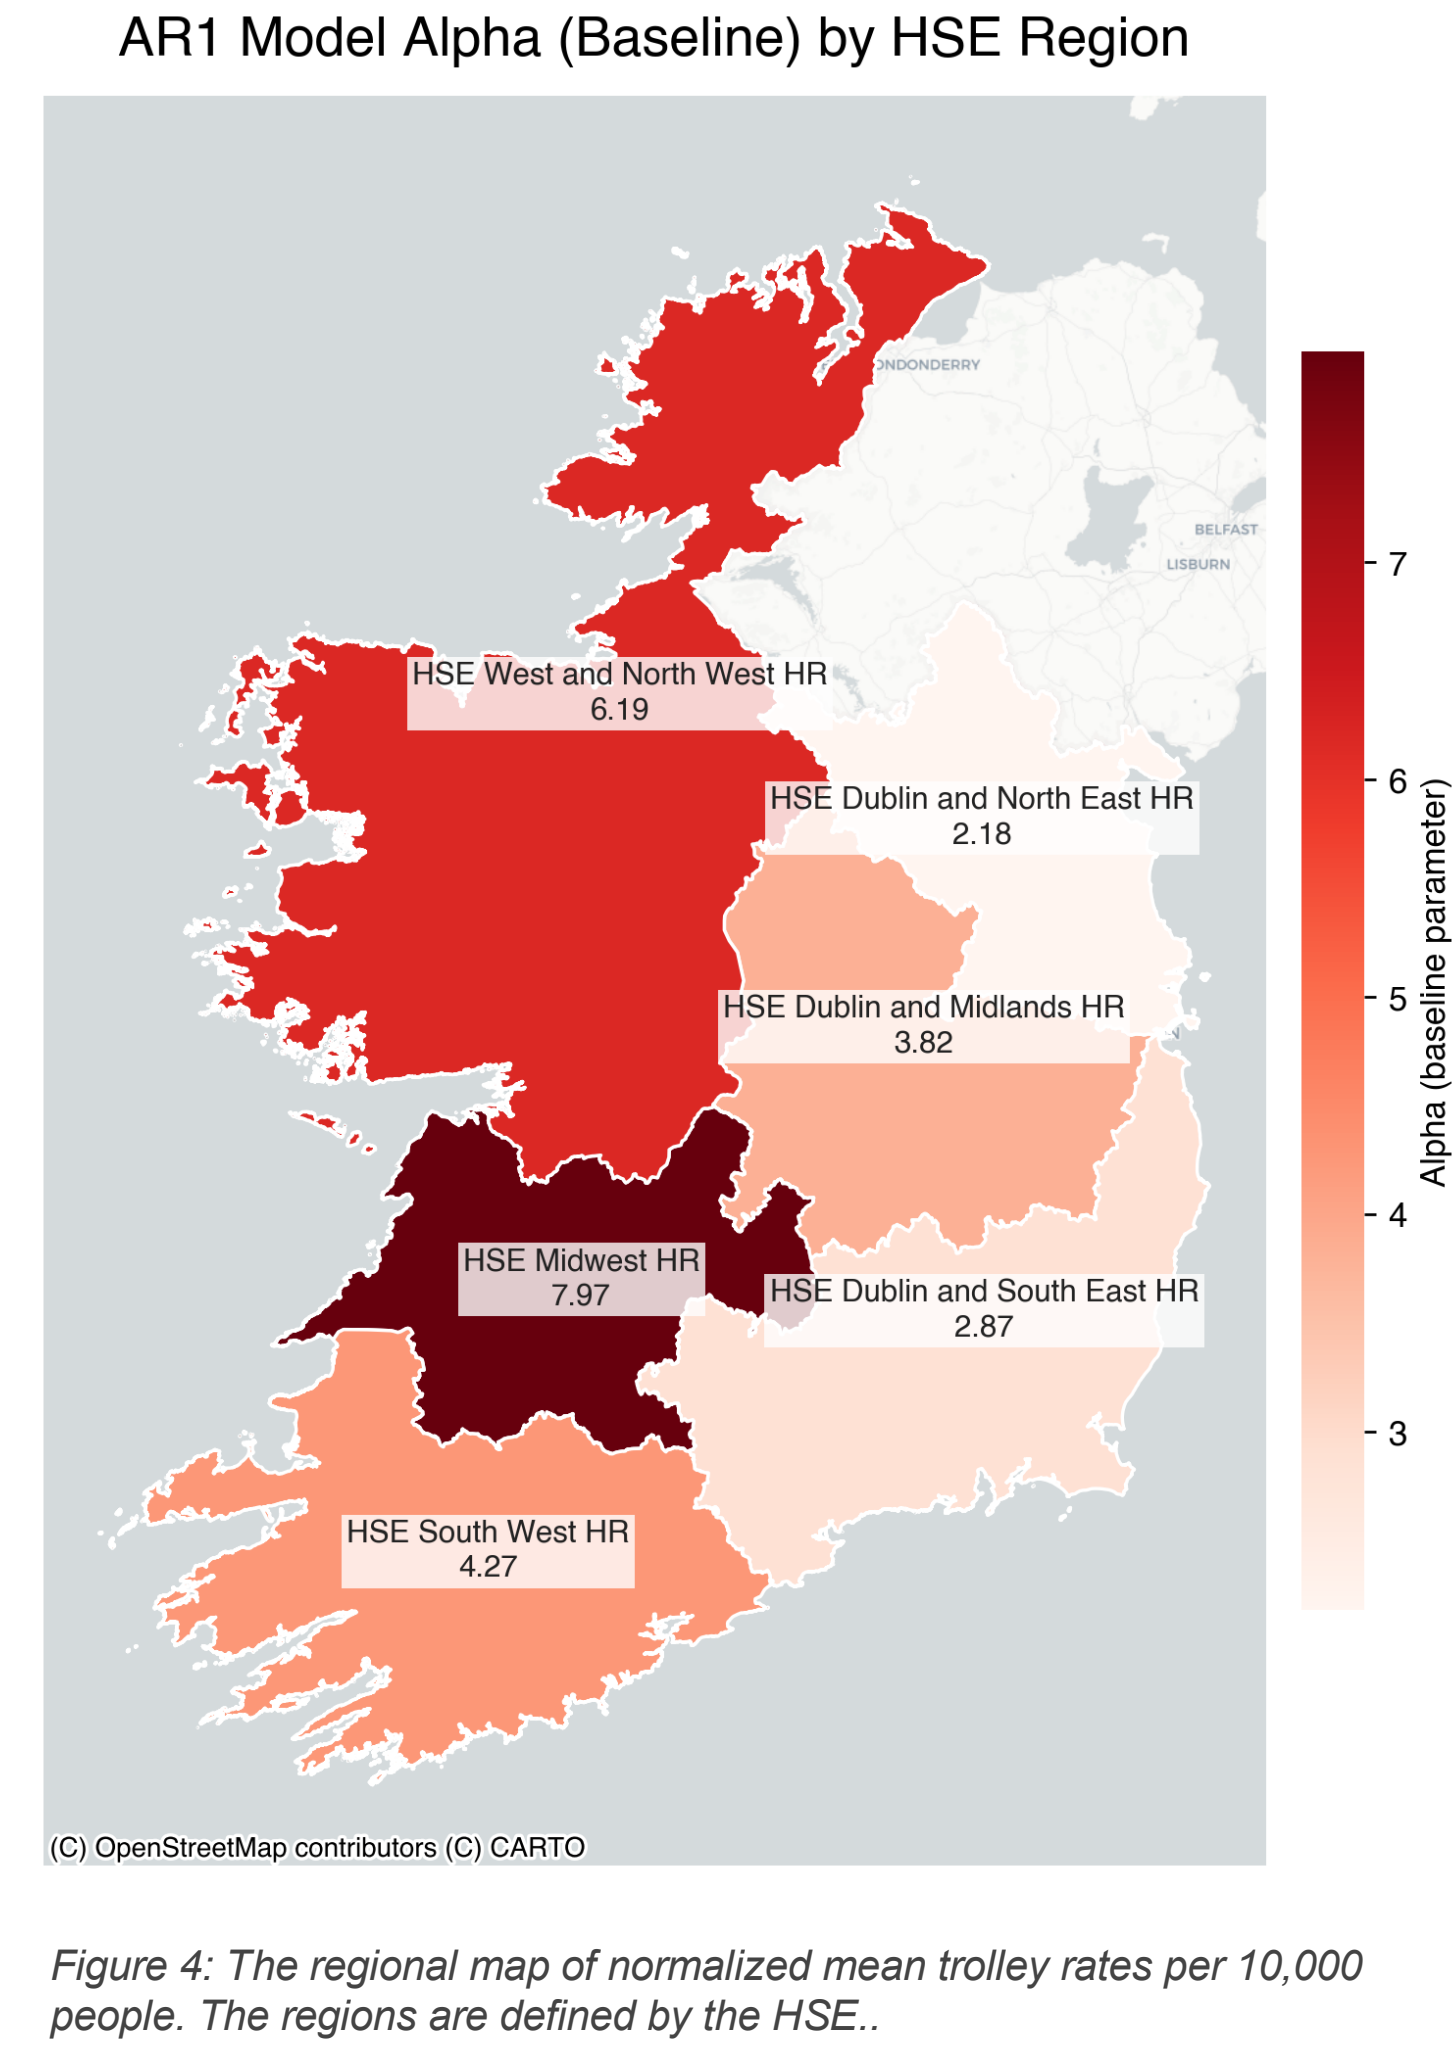 AR1 Model Alpha (Baseline) by HSE Region
ONDONDERRY
BELFAST
LISBURN
HSE West and North West HR
6.19
HSE Dublin and North East HR
2.18
HSE Dublin and Midlands HR
3.82
HSE Midwest HR
7.97
HSE Dublin and South East HR
2.87
HSE South West HR
4.27
7
6
5
4
3
Alpha (baseline parameter)
(C) OpenStreetMap contributors (C) CARTO
Figure 4: The regional map of normalized mean trolley rates per 10,000
people. The regions are defined by the HSE..